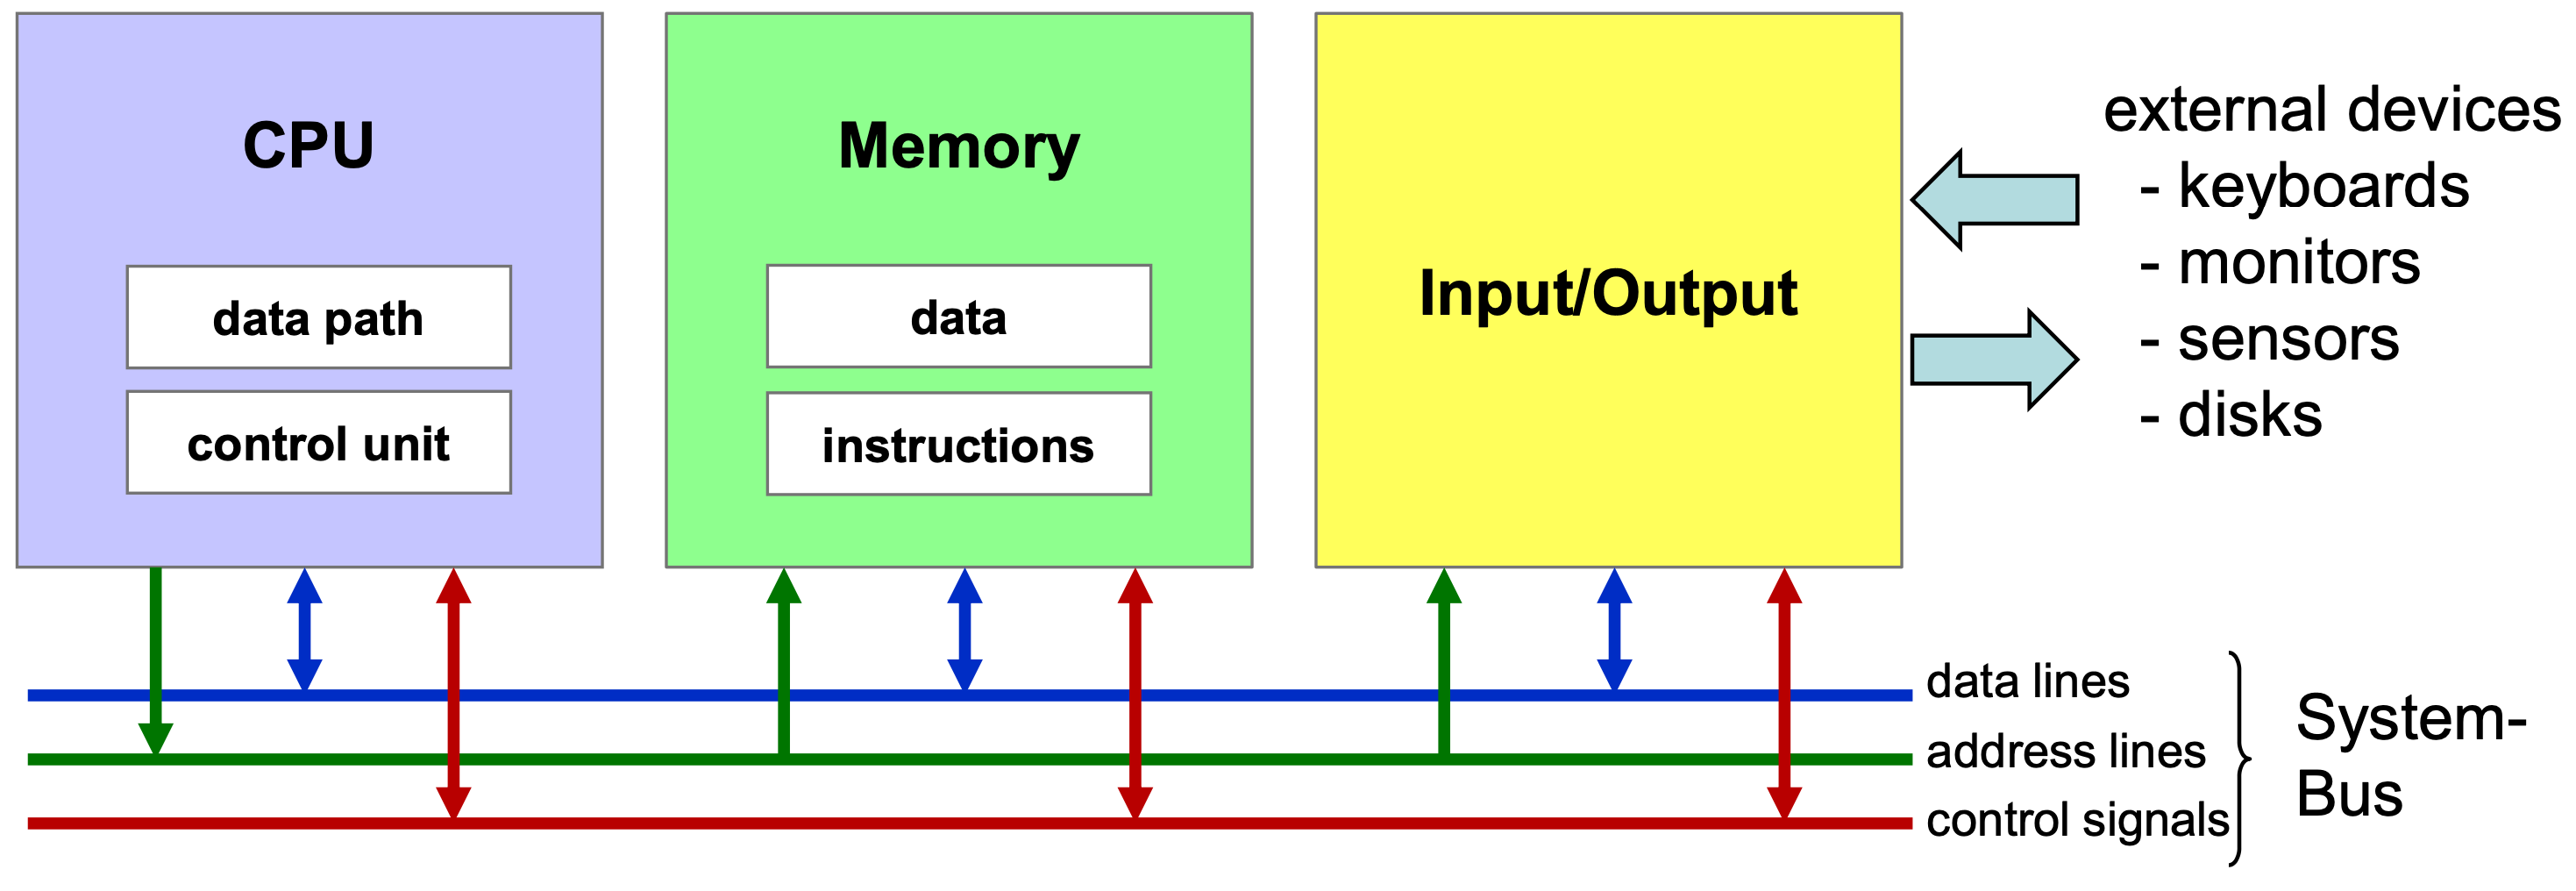 CPU
data path
control unit
Memory
data
instructions
Input/Output
external devices
- keyboards
- monitors
- sensors
- disks
data lines
address lines
control signals
System-
Bus